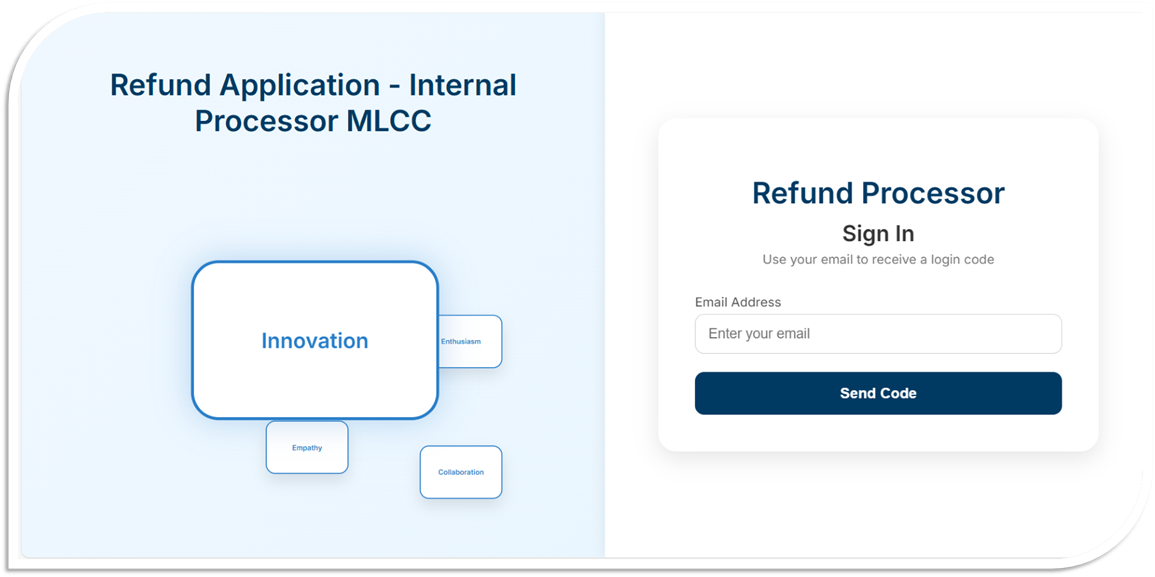 Refund Application - Internal
Processor MLCC
Innovation
Enthusiasm
Empathy
Collaboration
Refund Processor
Sign In
Use your email to receive a login code
Email Address
Enter your email
Send Code